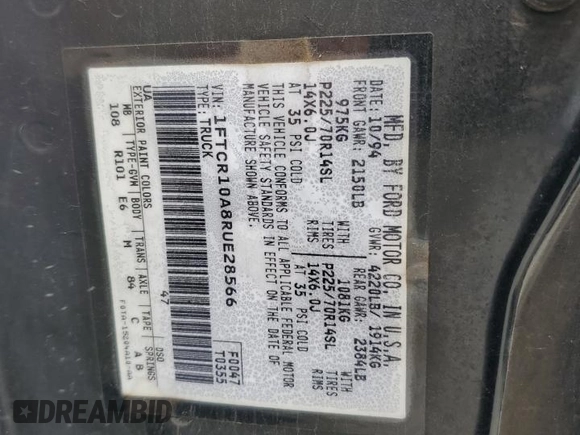 MFD. BY FORD MOTOR CO. IN U.S.A.
10/94 GVWR: 4220LB/ 1914KG
FRONT GAWR: 2150LB REAR GAWR: 2384LB
975KG WITH 1081KG WITH
P225/70R14SL TIRES P225/70R14SL TIRES
14X6.0J RIMS 14X6.0J RIMS
AT 35 PSI COLD AT 35 PSI COLD
THIS VEHICLE CONFORMS TO ALL APPLICABLE FEDERAL MOTOR
VEHICLE SAFETY STANDARDS IN EFFECT ON THE DATE OF
MANUFACTURE SHOWN ABOVE.
VIN: 1FTCR10A8RUE28566 F0047
TYPE: TRUCK T0355
47
UA DSO
EXTERIOR PAINT COLORS
WB TYPE-GVM BODY TRANS AXLE TAPE SPRINGS
108 R101 E6 M 84 C A B
DREAMBID